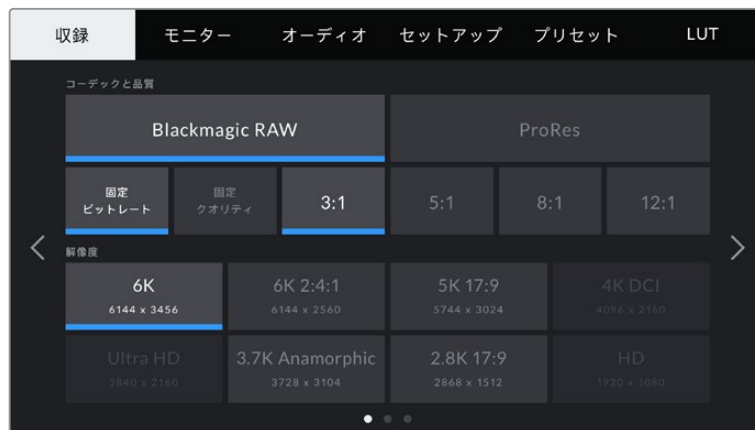 収録 モニター オーディオ セットアップ プリセット LUT
コーデックと品質
Blackmagic RAW ProRes
固定 固定
ビットレート クオリティ 3:1 5:1 8:1 12:1
解像度
6K 6K 2:4:1 5K 17:9 4K DCI
6144 x 3456 6144 x 2560 5744 x 3024 4096 x 2160
Ultra HD 3.7K Anamorphic 2.8K 17:9 HD
3840 x 2160 3728 x 3104 2868 x 1512 1920 x 1080